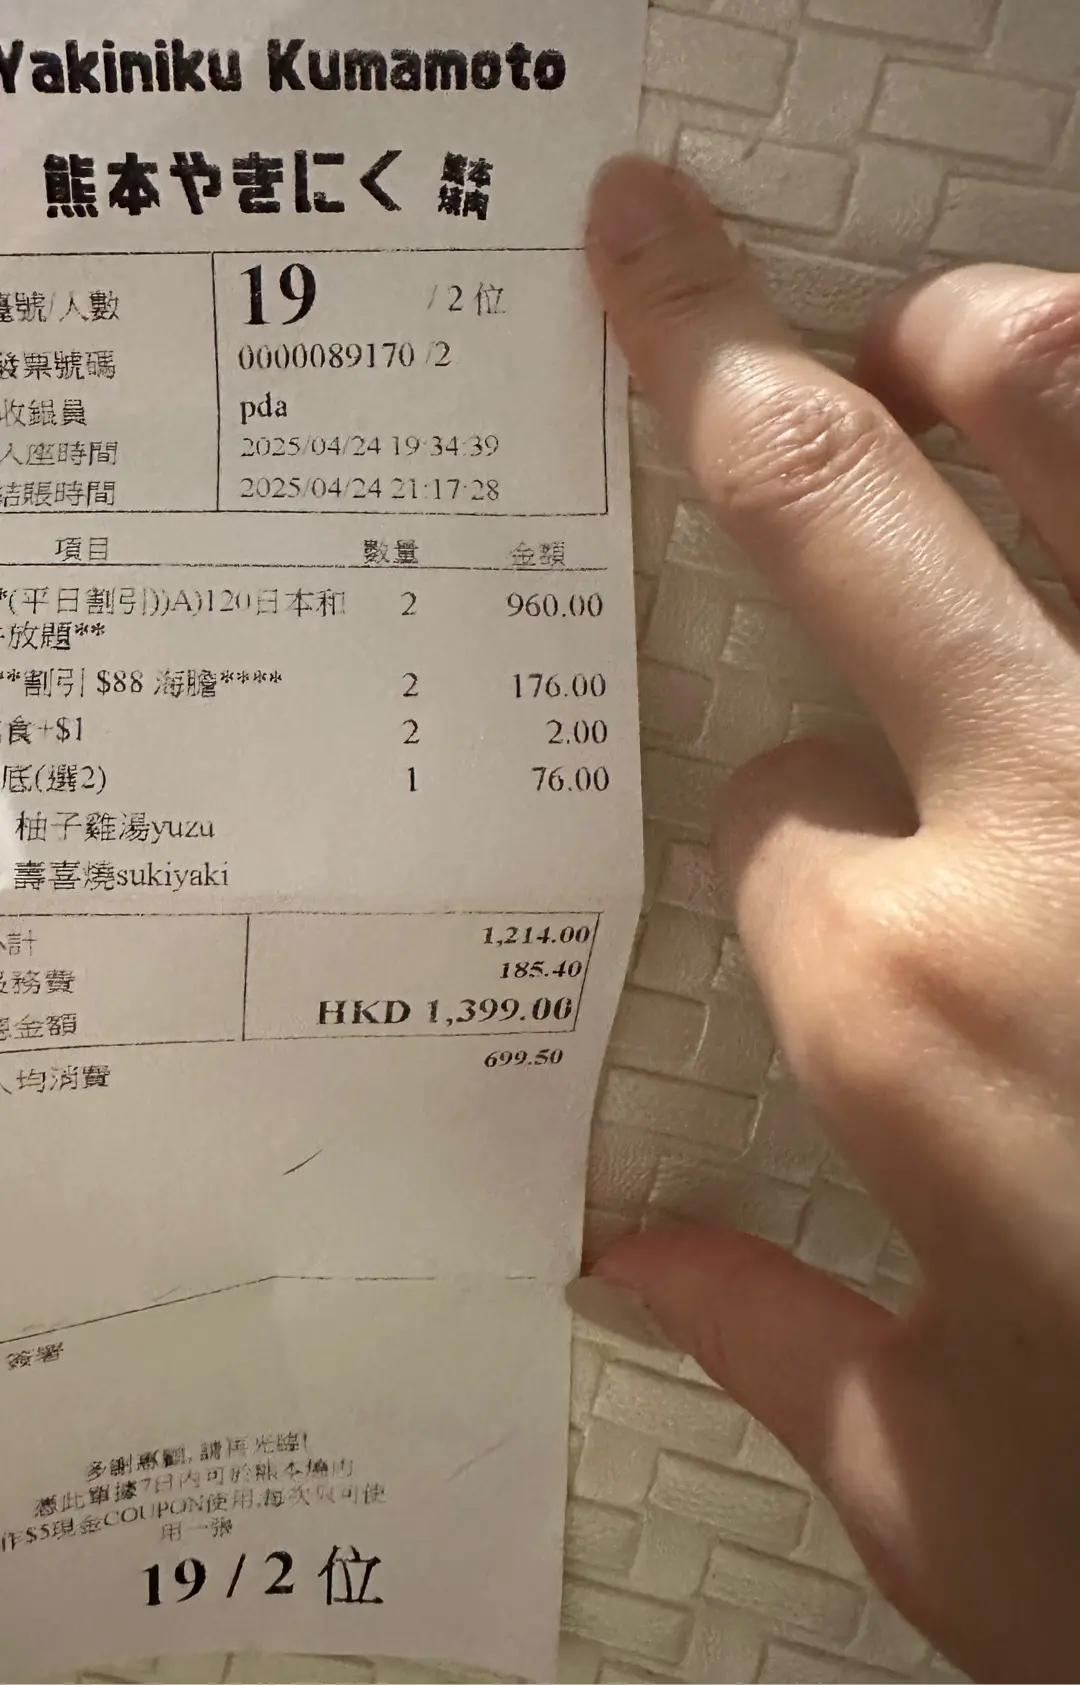 Yakiniku Kumamoto
熊本やきにく 熊本焼肉
號/人數 19 / 2 位
發票號碼 0000089170 /2
收銀員 pda
入座時間 2025/04/24 19:34:39
結賬時間 2025/04/24 21:17:28
項目 數量 金額
*(平日割引))A)120日本和 2 960.00
放題**
**割引 $88 海膽**** 2 176.00
食+$1 2 2.00
底(選2) 1 76.00
柚子雞湯yuzu
壽喜燒sukiyaki
計 1,214.00
服務費 185.40
金額 HKD 1,399.00
人均消費 699.50
多謝惠顧, 請再光臨!
憑此單據7日內可於熊本燒肉
作$5現金COUPON使用,每次只可使
用一張
19 / 2 位